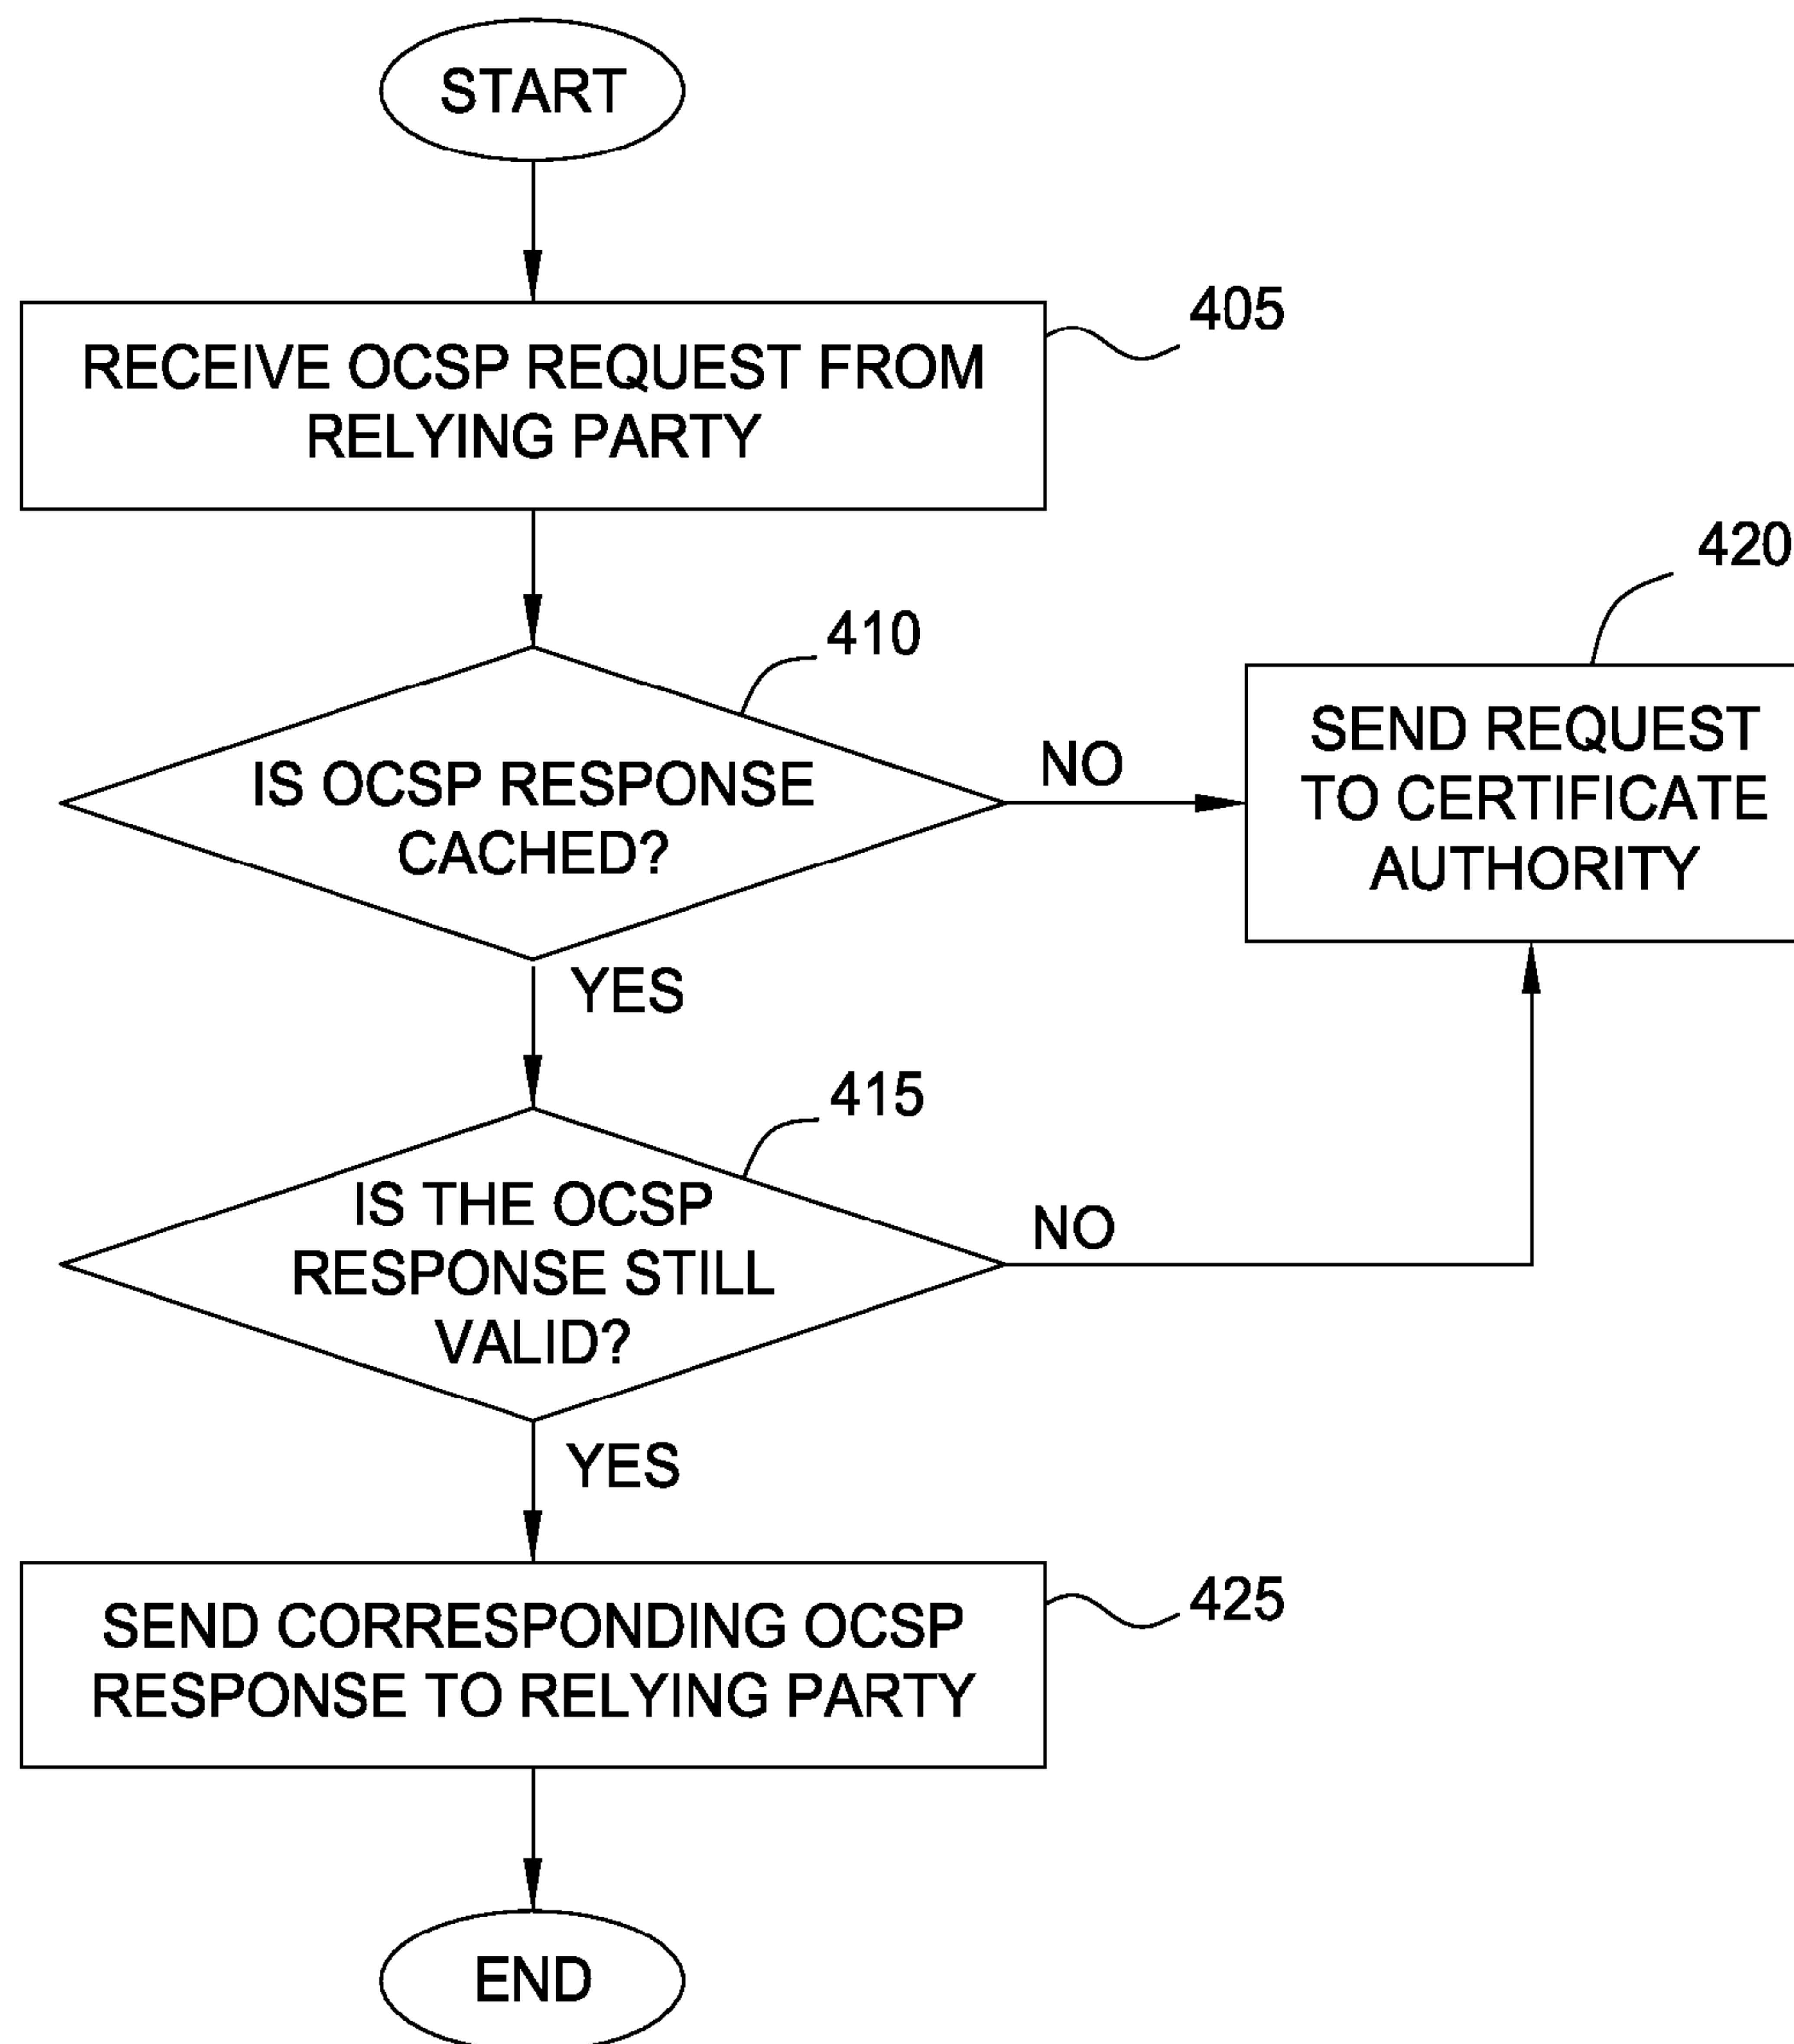 START
405
RECEIVE OCSP REQUEST FROM
RELYING PARTY
420
410
IS OCSP RESPONSE
CACHED?
NO
SEND REQUEST
TO CERTIFICATE
AUTHORITY
YES
415
IS THE OCSP
RESPONSE STILL
VALID?
NO
YES
425
SEND CORRESPONDING OCSP
RESPONSE TO RELYING PARTY
END